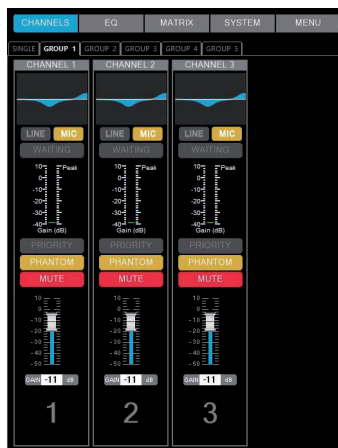 CHANNELS EQ MATRIX SYSTEM MENU
SINGLE GROUP 1 GROUP 2 GROUP 3 GROUP 4 GROUP 5
CHANNEL 1 CHANNEL 2 CHANNEL 3
LINE MIC LINE MIC LINE MIC
WAITING WAITING WAITING
10 Peak 10 Peak 10 Peak
0 0 0
-10 -10 -10
-20 -20 -20
-30 -30 -30
-40 -40 -40
Gain (dB) Gain (dB) Gain (dB)
PRIORITY PRIORITY PRIORITY
PHANTOM PHANTOM PHANTOM
MUTE MUTE MUTE
10 10 10
0 0 0
-10 -10 -10
-20 -20 -20
-30 -30 -30
-40 -40 -40
-50 -50 -50
GAIN -11 dB GAIN -11 dB GAIN -11 dB
1 2 3